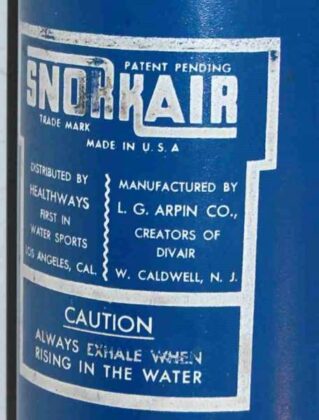 PATENT PENDING
SNORKAIR
TRADE MARK
MADE IN U.S.A
DISTRIBUTED BY
HEALTHWAYS
FIRST IN
WATER SPORTS
LOS ANGELES, CAL.
MANUFACTURED BY
L. G. ARPIN CO.,
CREATORS OF
DIVAIR
W. CALDWELL, N. J.
CAUTION
ALWAYS EXHALE WHEN
RISING IN THE WATER